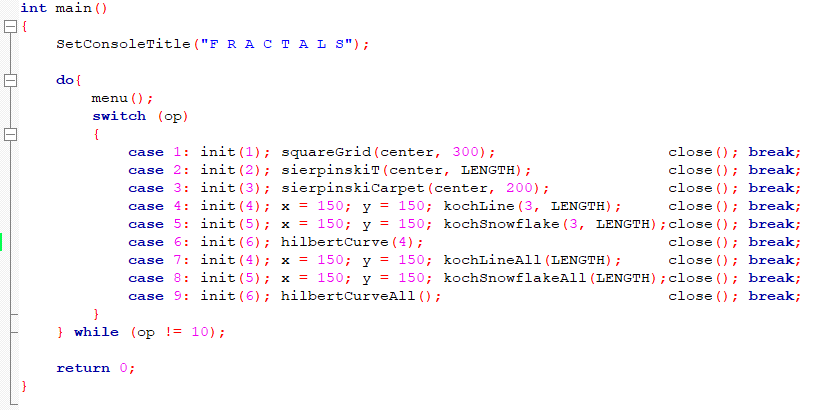 int main()
{
    SetConsoleTitle("F R A C T A L S");
    do{
        menu();
        switch (op)
        {
            case 1: init(1); squareGrid(center, 300);                   close(); break;
            case 2: init(2); sierpinskiT(center, LENGTH);               close(); break;
            case 3: init(3); sierpinskiCarpet(center, 200);             close(); break;
            case 4: init(4); x = 150; y = 150; kochLine(3, LENGTH);     close(); break;
            case 5: init(5); x = 150; y = 150; kochSnowflake(3, LENGTH);close(); break;
            case 6: init(6); hilbertCurve(4);                           close(); break;
            case 7: init(4); x = 150; y = 150; kochLineAll(LENGTH);     close(); break;
            case 8: init(5); x = 150; y = 150; kochSnowflakeAll(LENGTH);close(); break;
            case 9: init(6); hilbertCurveAll();                         close(); break;
        }
    } while (op != 10);
    return 0;
}